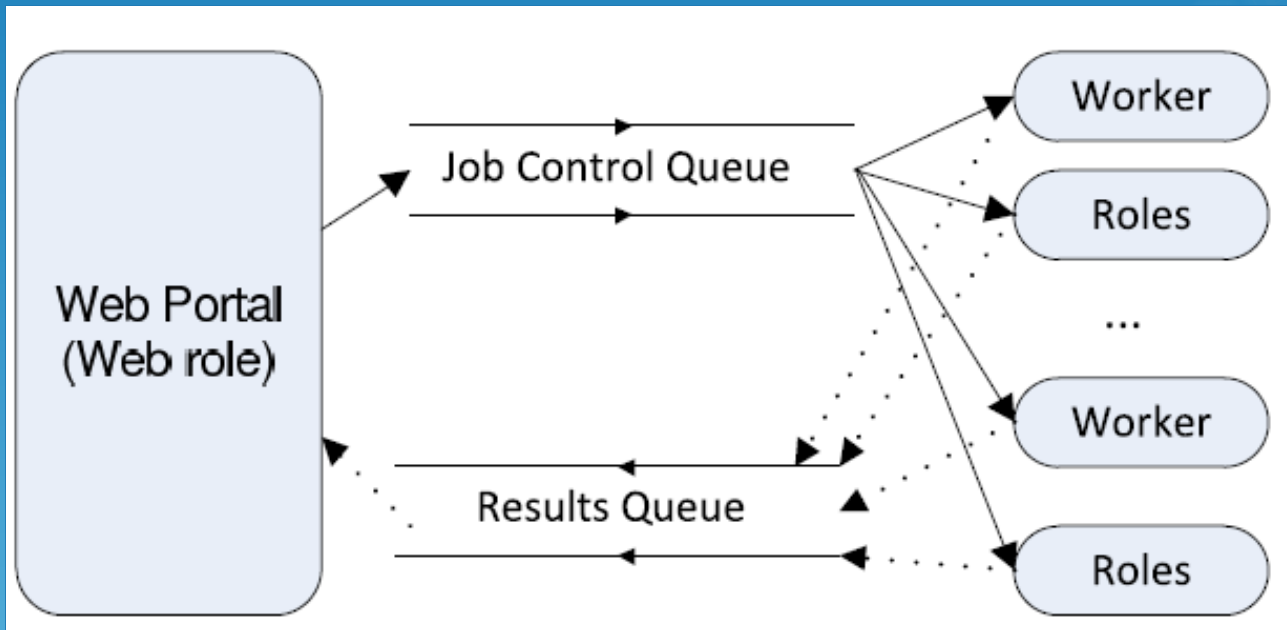 Web Portal
(Web role)
Job Control Queue
Results Queue
Worker
Roles
...
Worker
Roles